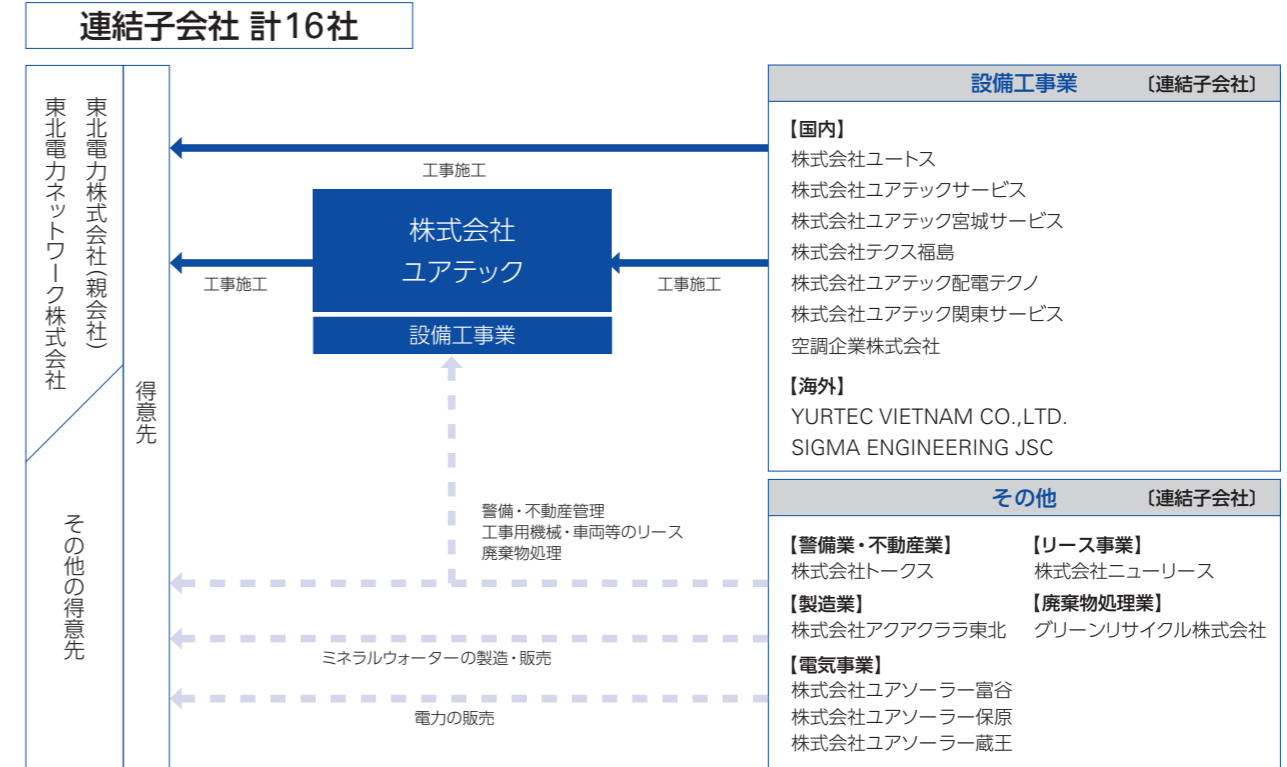 連結子会社 計16社
東北電力株式会社(親会社)
東北電力ネットワーク株式会社
その他の得意先
得意先
工事施工
株式会社
ユアテック
設備工事業
工事施工
工事施工
警備・不動産管理
工事用機械・車両等のリース
廃棄物処理
ミネラルウォーターの製造・販売
電力の販売
設備工事業 〔連結子会社〕
【国内】
株式会社ユートス
株式会社ユアテックサービス
株式会社ユアテック宮城サービス
株式会社テクス福島
株式会社ユアテック配電テクノ
株式会社ユアテック関東サービス
空調企業株式会社
【海外】
YURTEC VIETNAM CO.,LTD.
SIGMA ENGINEERING JSC
その他 〔連結子会社〕
【警備業・不動産業】
株式会社トークス
【リース事業】
株式会社ニューリース
【製造業】
株式会社アクアクララ東北
【廃棄物処理業】
グリーンリサイクル株式会社
【電気事業】
株式会社ユアソーラー富谷
株式会社ユアソーラー保原
株式会社ユアソーラー蔵王